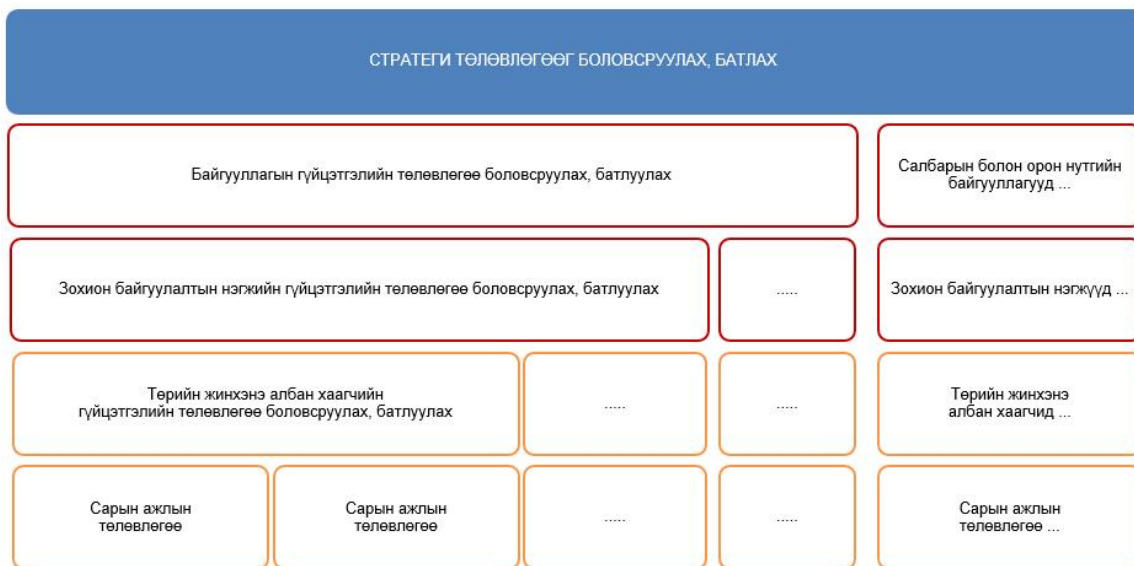 СТРАТЕГИ ТӨЛӨВЛӨГӨӨГ БОЛОВСРУУЛАХ, БАТЛАХ
Байгууллагын гүйцэтгэлийн төлөвлөгөө боловсруулах, батлуулах
Салбарын болон орон нутгийн
байгууллагууд ...
Зохион байгуулалтын нэгжийн гүйцэтгэлийн төлөвлөгөө боловсруулах, батлуулах
.....
Зохион байгуулалтын нэгжүүд ...
Төрийн жинхэнэ албан хаагчийн
гүйцэтгэлийн төлөвлөгөө боловсруулах, батлуулах
.....
.....
Төрийн жинхэнэ
албан хаагчид ...
Сарын ажлын
төлөвлөгөө
Сарын ажлын
төлөвлөгөө
.....
.....
Сарын ажлын
төлөвлөгөө ...